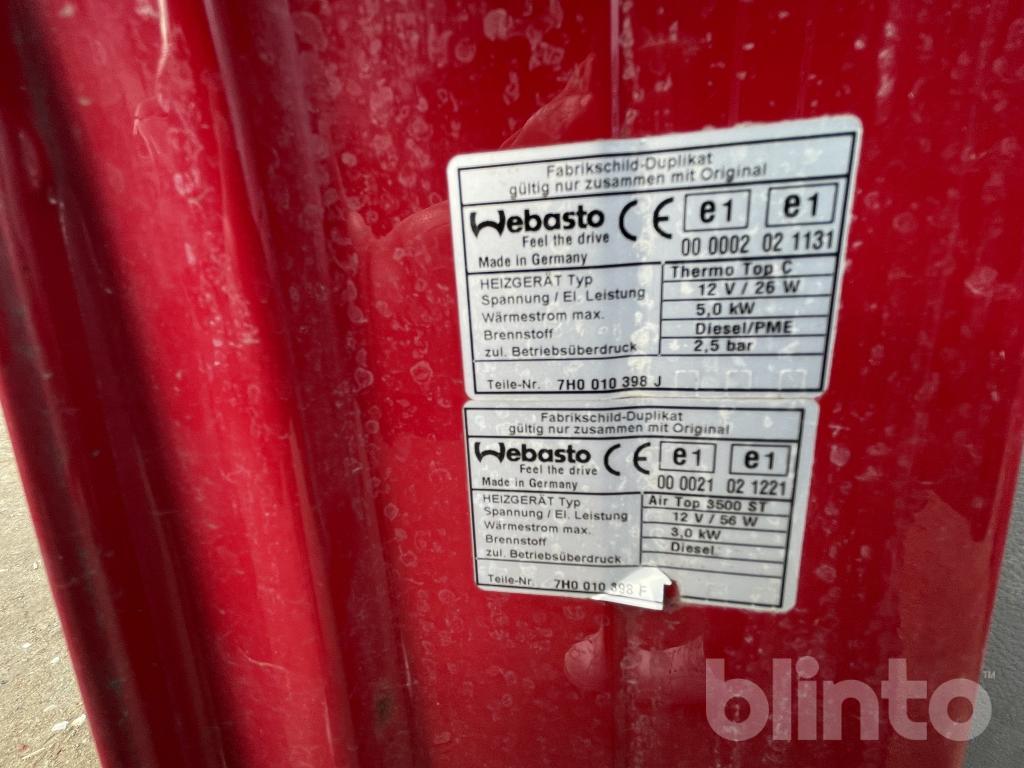 Fabrikschild-Duplikat
gültig nur zusammen mit Original
Webasto CE e1 e1
Feel the drive
00 0002 02 1131
Made in Germany
HEIZGERÄT Typ Thermo Top C
Spannung / El. Leistung 12 V / 26 W
Wärmestrom max. 5,0 kW
Brennstoff Diesel/PME
zul. Betriebsüberdruck 2,5 bar
Teile-Nr. 7H0 010 398 J
Fabrikschild-Duplikat
gültig nur zusammen mit Original
Webasto CE e1 e1
Feel the drive
00 0021 02 1221
Made in Germany
HEIZGERÄT Typ Air Top 3500 ST
Spannung / El. Leistung 12 V / 56 W
Wärmestrom max. 3,0 kW
Brennstoff Diesel
zul. Betriebsüberdruck
Teile-Nr. 7H0 010 398 F
blinto™